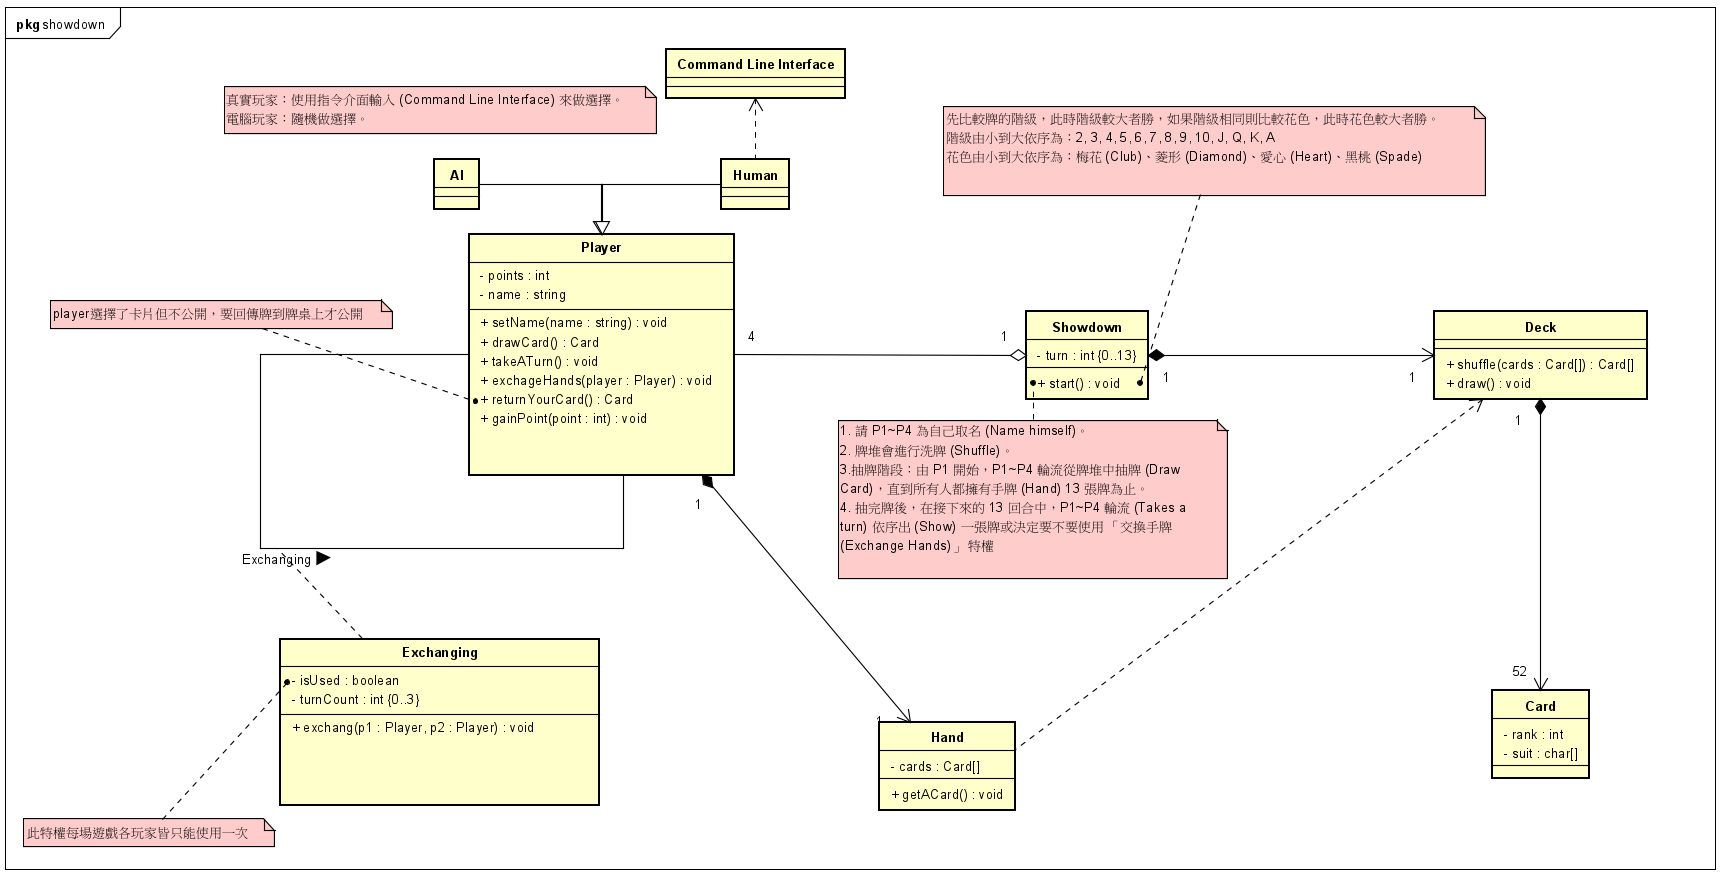 pkg showdown
Command Line Interface
真實玩家：使用指令介面輸入 (Command Line Interface) 來做選擇。
電腦玩家：隨機做選擇。
先比較牌的階級，此時階級較大者勝，如果階級相同則比較花色，此時花色較大者勝。
階級由小到大依序為：2, 3, 4, 5, 6, 7, 8, 9, 10, J, Q, K, A
花色由小到大依序為：梅花 (Club)、菱形 (Diamond)、愛心 (Heart)、黑桃 (Spade)
AI
Human
Player
- points : int
- name : string
+ setName(name : string) : void
+ drawCard() : Card
+ takeATurn() : void
+ exchageHands(player : Player) : void
+ returnYourCard() : Card
+ gainPoint(point : int) : void
player選擇了卡片但不公開，要回傳牌到牌桌上才公開
4
1
Showdown
- turn : int {0..13}
+ start() : void
1
1
Deck
+ shuffle(cards : Card[]) : Card[]
+ draw() : void
1
1. 請 P1~P4 為自己取名 (Name himself)。
2. 牌堆會進行洗牌 (Shuffle)。
3.抽牌階段：由 P1 開始，P1~P4 輪流從牌堆中抽牌 (Draw
Card)，直到所有人都擁有手牌 (Hand) 13 張牌為止。
4. 抽完牌後，在接下來的 13 回合中，P1~P4 輪流 (Takes a
turn) 依序出 (Show) 一張牌或決定要不要使用「交換手牌
(Exchange Hands)」特權
1
Exchanging
Exchanging
- isUsed : boolean
- turnCount : int {0..3}
+ exchang(p1 : Player, p2 : Player) : void
此特權每場遊戲各玩家皆只能使用一次
1
Hand
- cards : Card[]
+ getACard() : void
52
Card
- rank : int
- suit : char[]